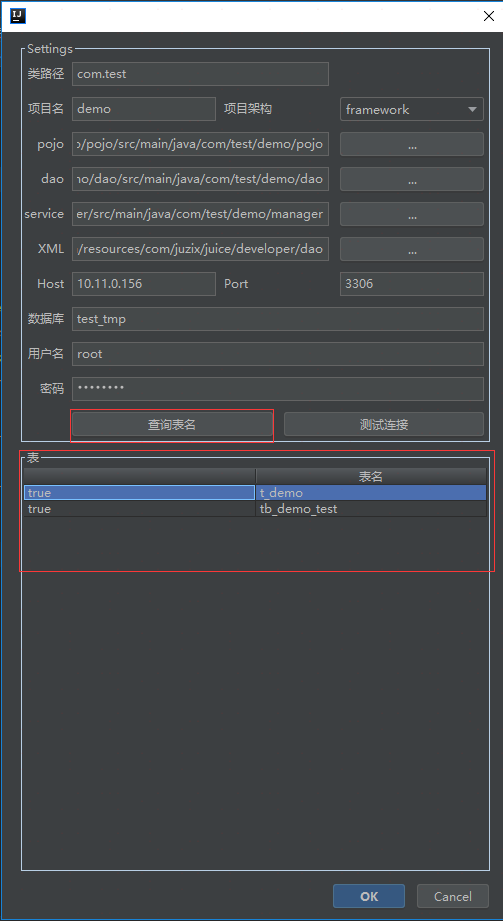 IJ
Settings
类路径 com.test
项目名 demo 项目架构 framework
pojo ɔ/pojo/src/main/java/com/test/demo/pojo ...
dao no/dao/src/main/java/com/test/demo/dao ...
service er/src/main/java/com/test/demo/manager ...
XML /resources/com/juzix/juice/developer/dao ...
Host 10.11.0.156 Port 3306
数据库 test_tmp
用户名 root
密码 ••••••••
查询表名 测试连接
表
表名
true t_demo
true tb_demo_test
OK Cancel